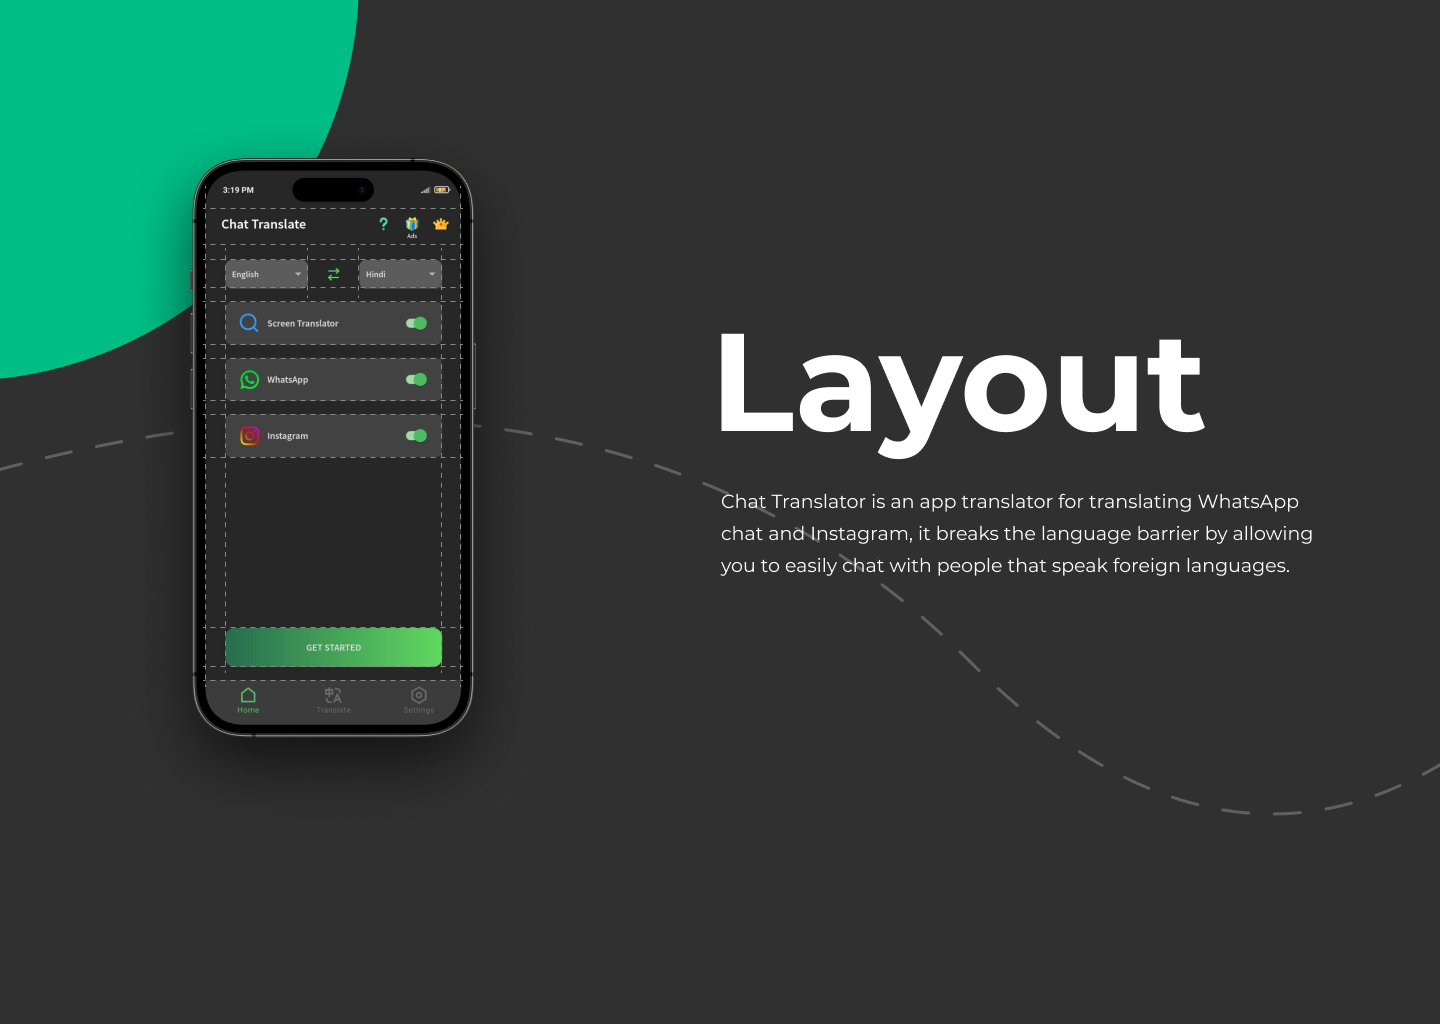 3:19 PM
Chat Translate
?
Ads
English
Hindi
Screen Translator
WhatsApp
Instagram
GET STARTED
Home
Translate
Settings
Layout
Chat Translator is an app translator for translating WhatsApp
chat and Instagram, it breaks the language barrier by allowing
you to easily chat with people that speak foreign languages.